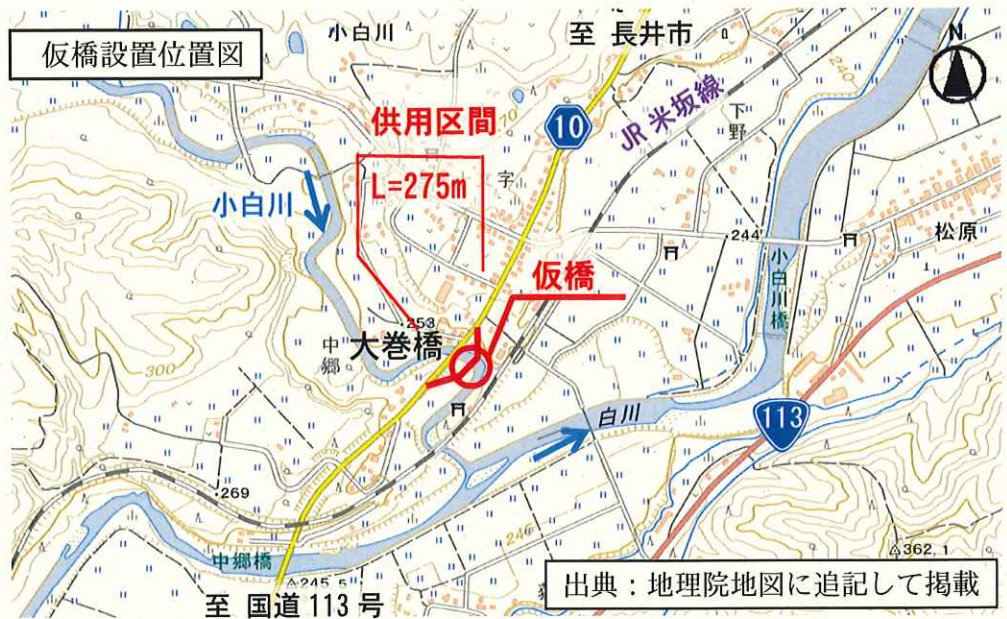 仮橋設置位置図
小白川
至 長井市
N
240
供用区間
70
10
JR 米坂線
下野
L=275m
字
小白川
244
松原
仮橋
小白川橋
253
中郷
大巻橋
300
白川
113
269
中郷橋
246
362.1
245.5
至 国道113号
出典：地理院地図に追記して掲載